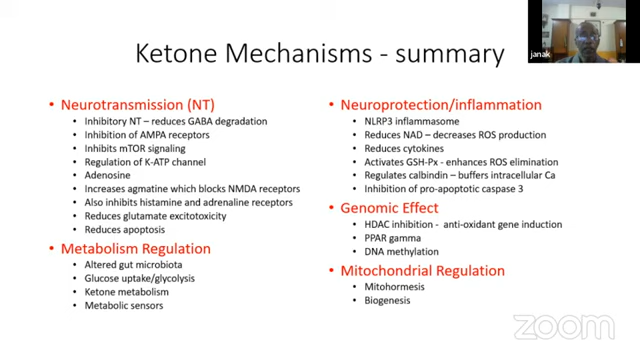 Ketone Mechanisms - summary
janak
Neurotransmission (NT)
Inhibitory NT – reduces GABA degradation
Inhibition of AMPA receptors
Inhibits mTOR signaling
Regulation of K-ATP channel
Adenosine
Increases agmatine which blocks NMDA receptors
Also inhibits histamine and adrenaline receptors
Reduces glutamate excitotoxicity
Reduces apoptosis
Metabolism Regulation
Altered gut microbiota
Glucose uptake/glycolysis
Ketone metabolism
Metabolic sensors
Neuroprotection/inflammation
NLRP3 inflammasome
Reduces NAD – decreases ROS production
Reduces cytokines
Activates GSH-Px - enhances ROS elimination
Regulates calbindin – buffers intracellular Ca
Inhibition of pro-apoptotic caspase 3
Genomic Effect
HDAC inhibition - anti-oxidant gene induction
PPAR gamma
DNA methylation
Mitochondrial Regulation
Mitohormesis
Biogenesis
zoom